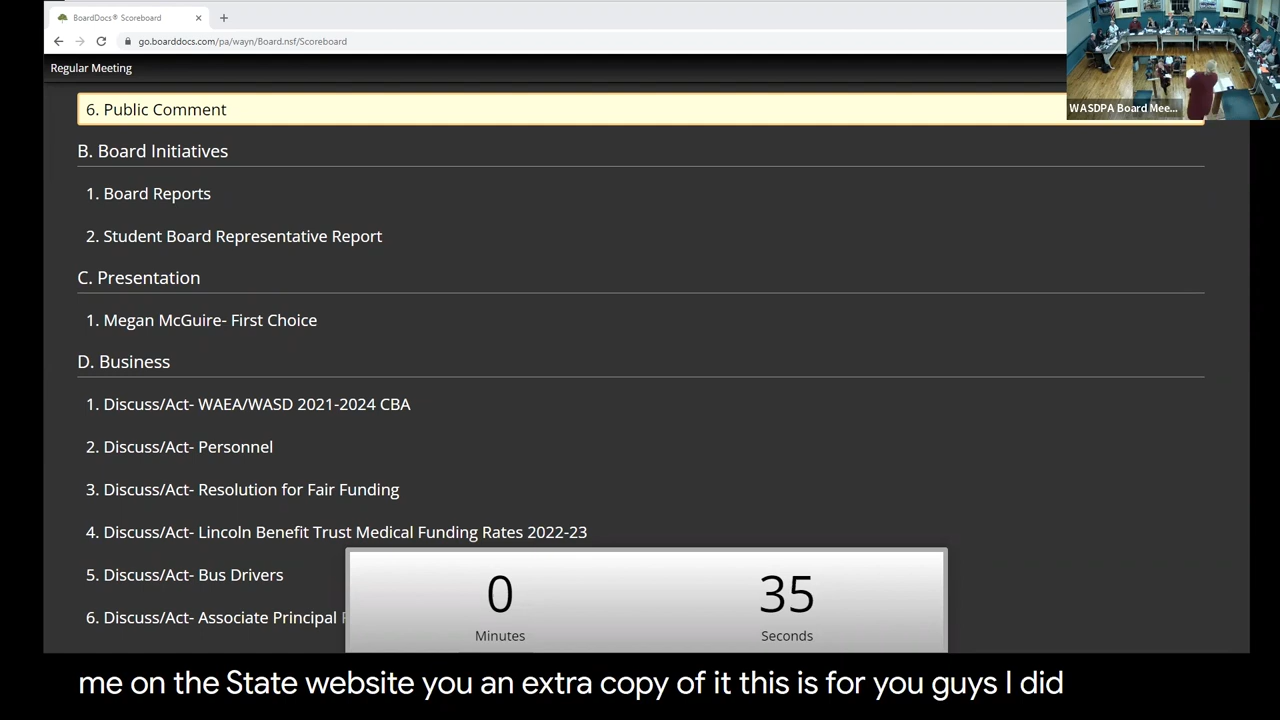 BoardDocs® Scoreboard
go.boarddocs.com/pa/wayn/Board.nsf/Scoreboard
Regular Meeting
WASDPA Board Mee...
6. Public Comment
B. Board Initiatives
1. Board Reports
2. Student Board Representative Report
C. Presentation
1. Megan McGuire- First Choice
D. Business
1. Discuss/Act- WAEA/WASD 2021-2024 CBA
2. Discuss/Act- Personnel
3. Discuss/Act- Resolution for Fair Funding
4. Discuss/Act- Lincoln Benefit Trust Medical Funding Rates 2022-23
5. Discuss/Act- Bus Drivers
6. Discuss/Act- Associate Principal
0 35
Minutes Seconds
me on the State website you an extra copy of it this is for you guys I did